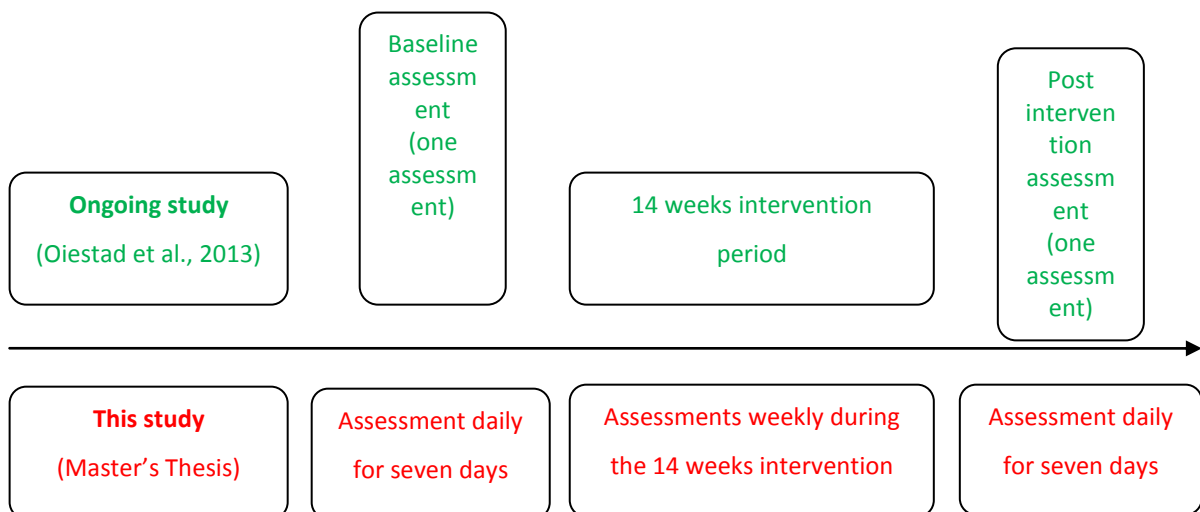 Ongoing study
(Oiestad et al., 2013)
Baseline
assessm
ent
(one
assessm
ent)
14 weeks intervention
period
Post
interven
tion
assessm
ent
(one
assessm
ent)
This study
(Master's Thesis)
Assessment daily
for seven days
Assessments weekly during
the 14 weeks intervention
Assessment daily
for seven days